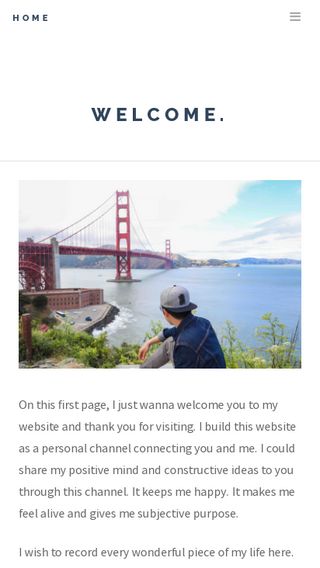 HOME
WELCOME.
On this first page, I just wanna welcome you to my
website and thank you for visiting. I build this website
as a personal channel connecting you and me. I could
share my positive mind and constructive ideas to you
through this channel. It keeps me happy. It makes me
feel alive and gives me subjective purpose.
I wish to record every wonderful piece of my life here.